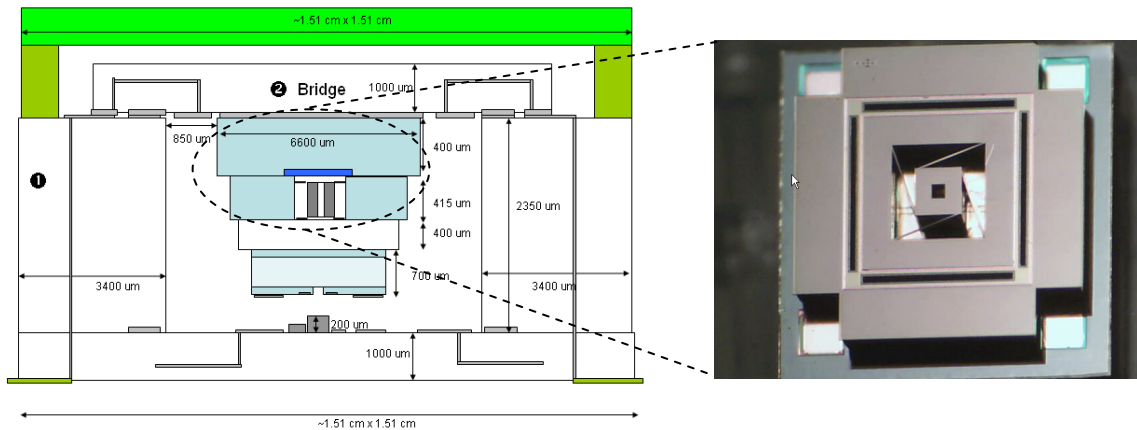 ~1.51 cm x 1.51 cm
❷ Bridge
1000 um
850 um
6600 um
400 um
❶
415 um
2350 um
400 um
700 um
3400 um
3400 um
200 um
1000 um
~1.51 cm x 1.51 cm